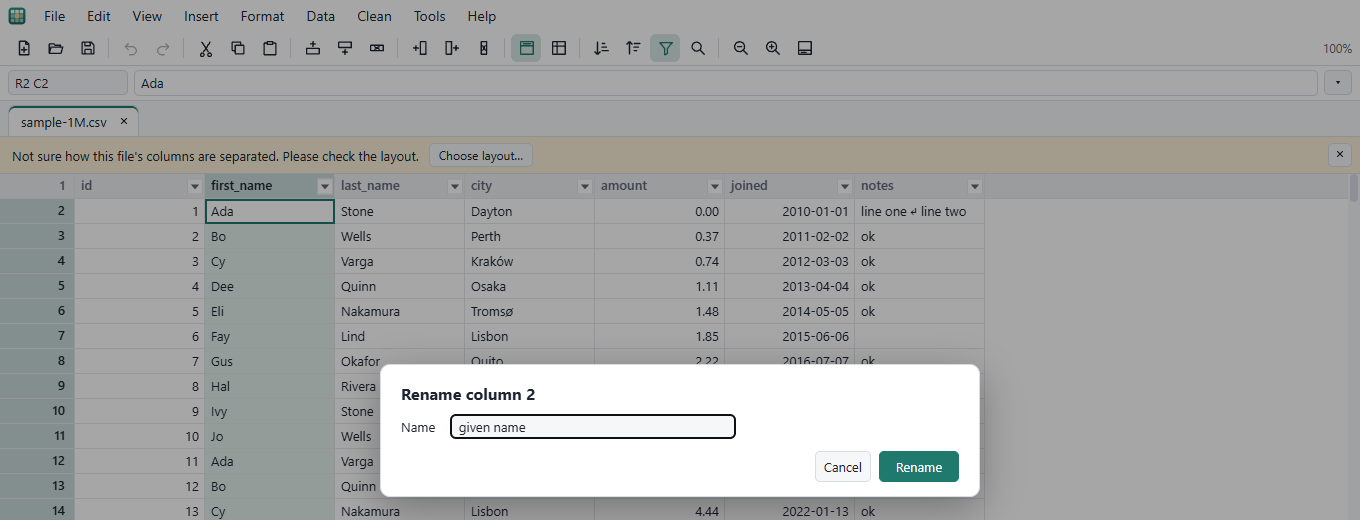 File Edit View Insert Format Data Clean Tools Help
100%
R2 C2 Ada
sample-1M.csv ×
Not sure how this file's columns are separated. Please check the layout. Choose layout... ×
1 id first_name last_name city amount joined notes
2 1 Ada Stone Dayton 0.00 2010-01-01 line one ↵ line two
3 2 Bo Wells Perth 0.37 2011-02-02 ok
4 3 Cy Varga Kraków 0.74 2012-03-03 ok
5 4 Dee Quinn Osaka 1.11 2013-04-04 ok
6 5 Eli Nakamura Tromsø 1.48 2014-05-05 ok
7 6 Fay Lind Lisbon 1.85 2015-06-06
8 7 Gus Okafor Quito 2.22 2016-07-07 ok
9 8 Hal Rivera
10 9 Ivy Stone
11 10 Jo Wells
12 11 Ada Varga
13 12 Bo Quinn
14 13 Cy Nakamura Lisbon 4.44 2022-01-13 ok
Rename column 2
Name given name
Cancel Rename